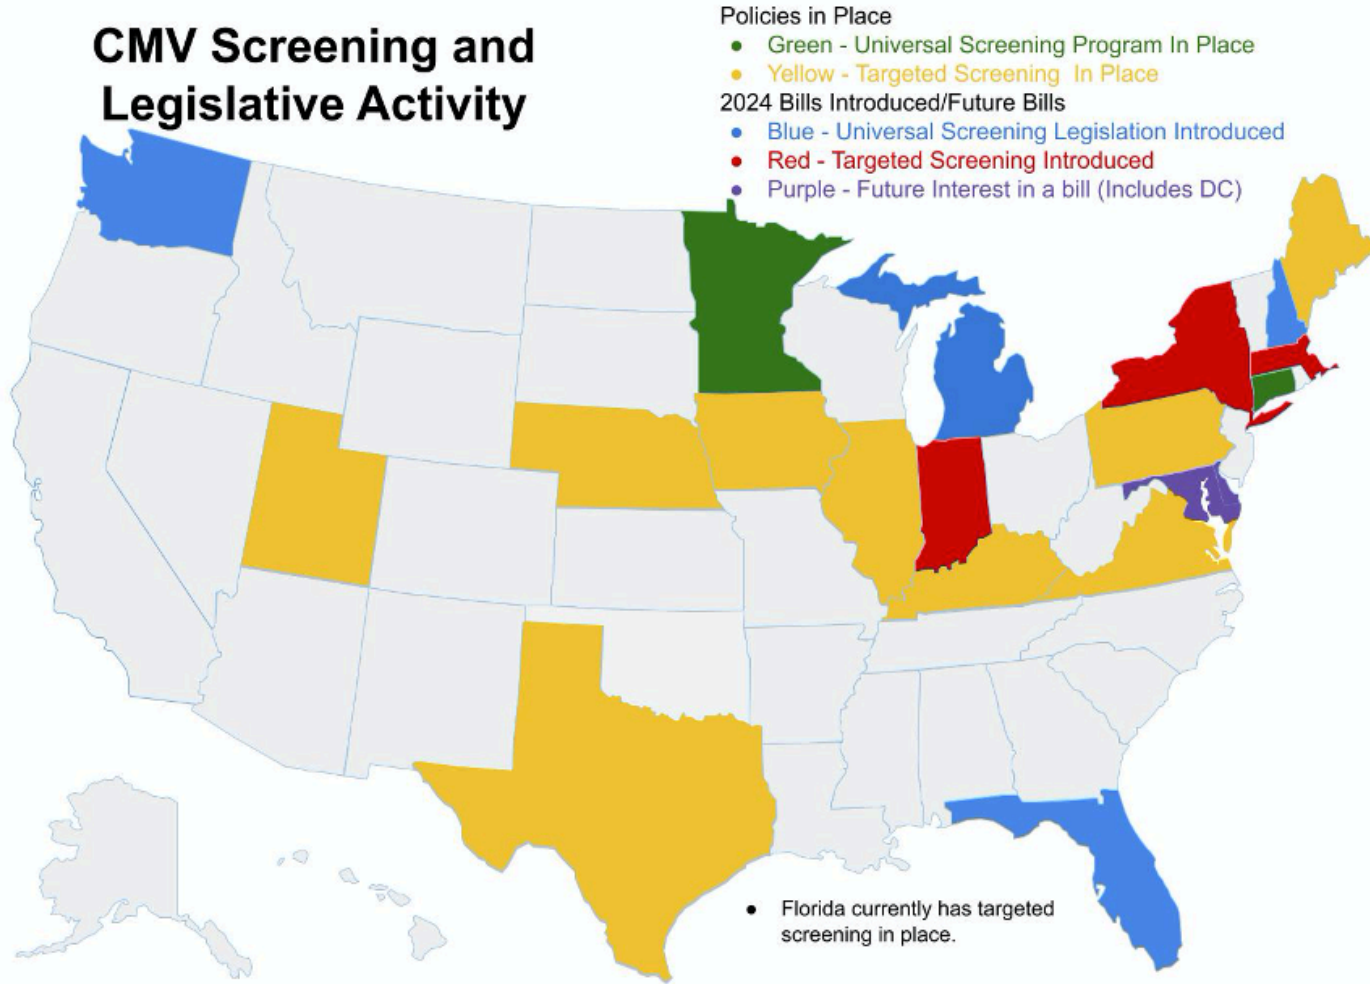 CMV Screening and
Legislative Activity
Policies in Place
● Green - Universal Screening Program In Place
● Yellow - Targeted Screening In Place
2024 Bills Introduced/Future Bills
● Blue - Universal Screening Legislation Introduced
● Red - Targeted Screening Introduced
● Purple - Future Interest in a bill (Includes DC)
● Florida currently has targeted
screening in place.